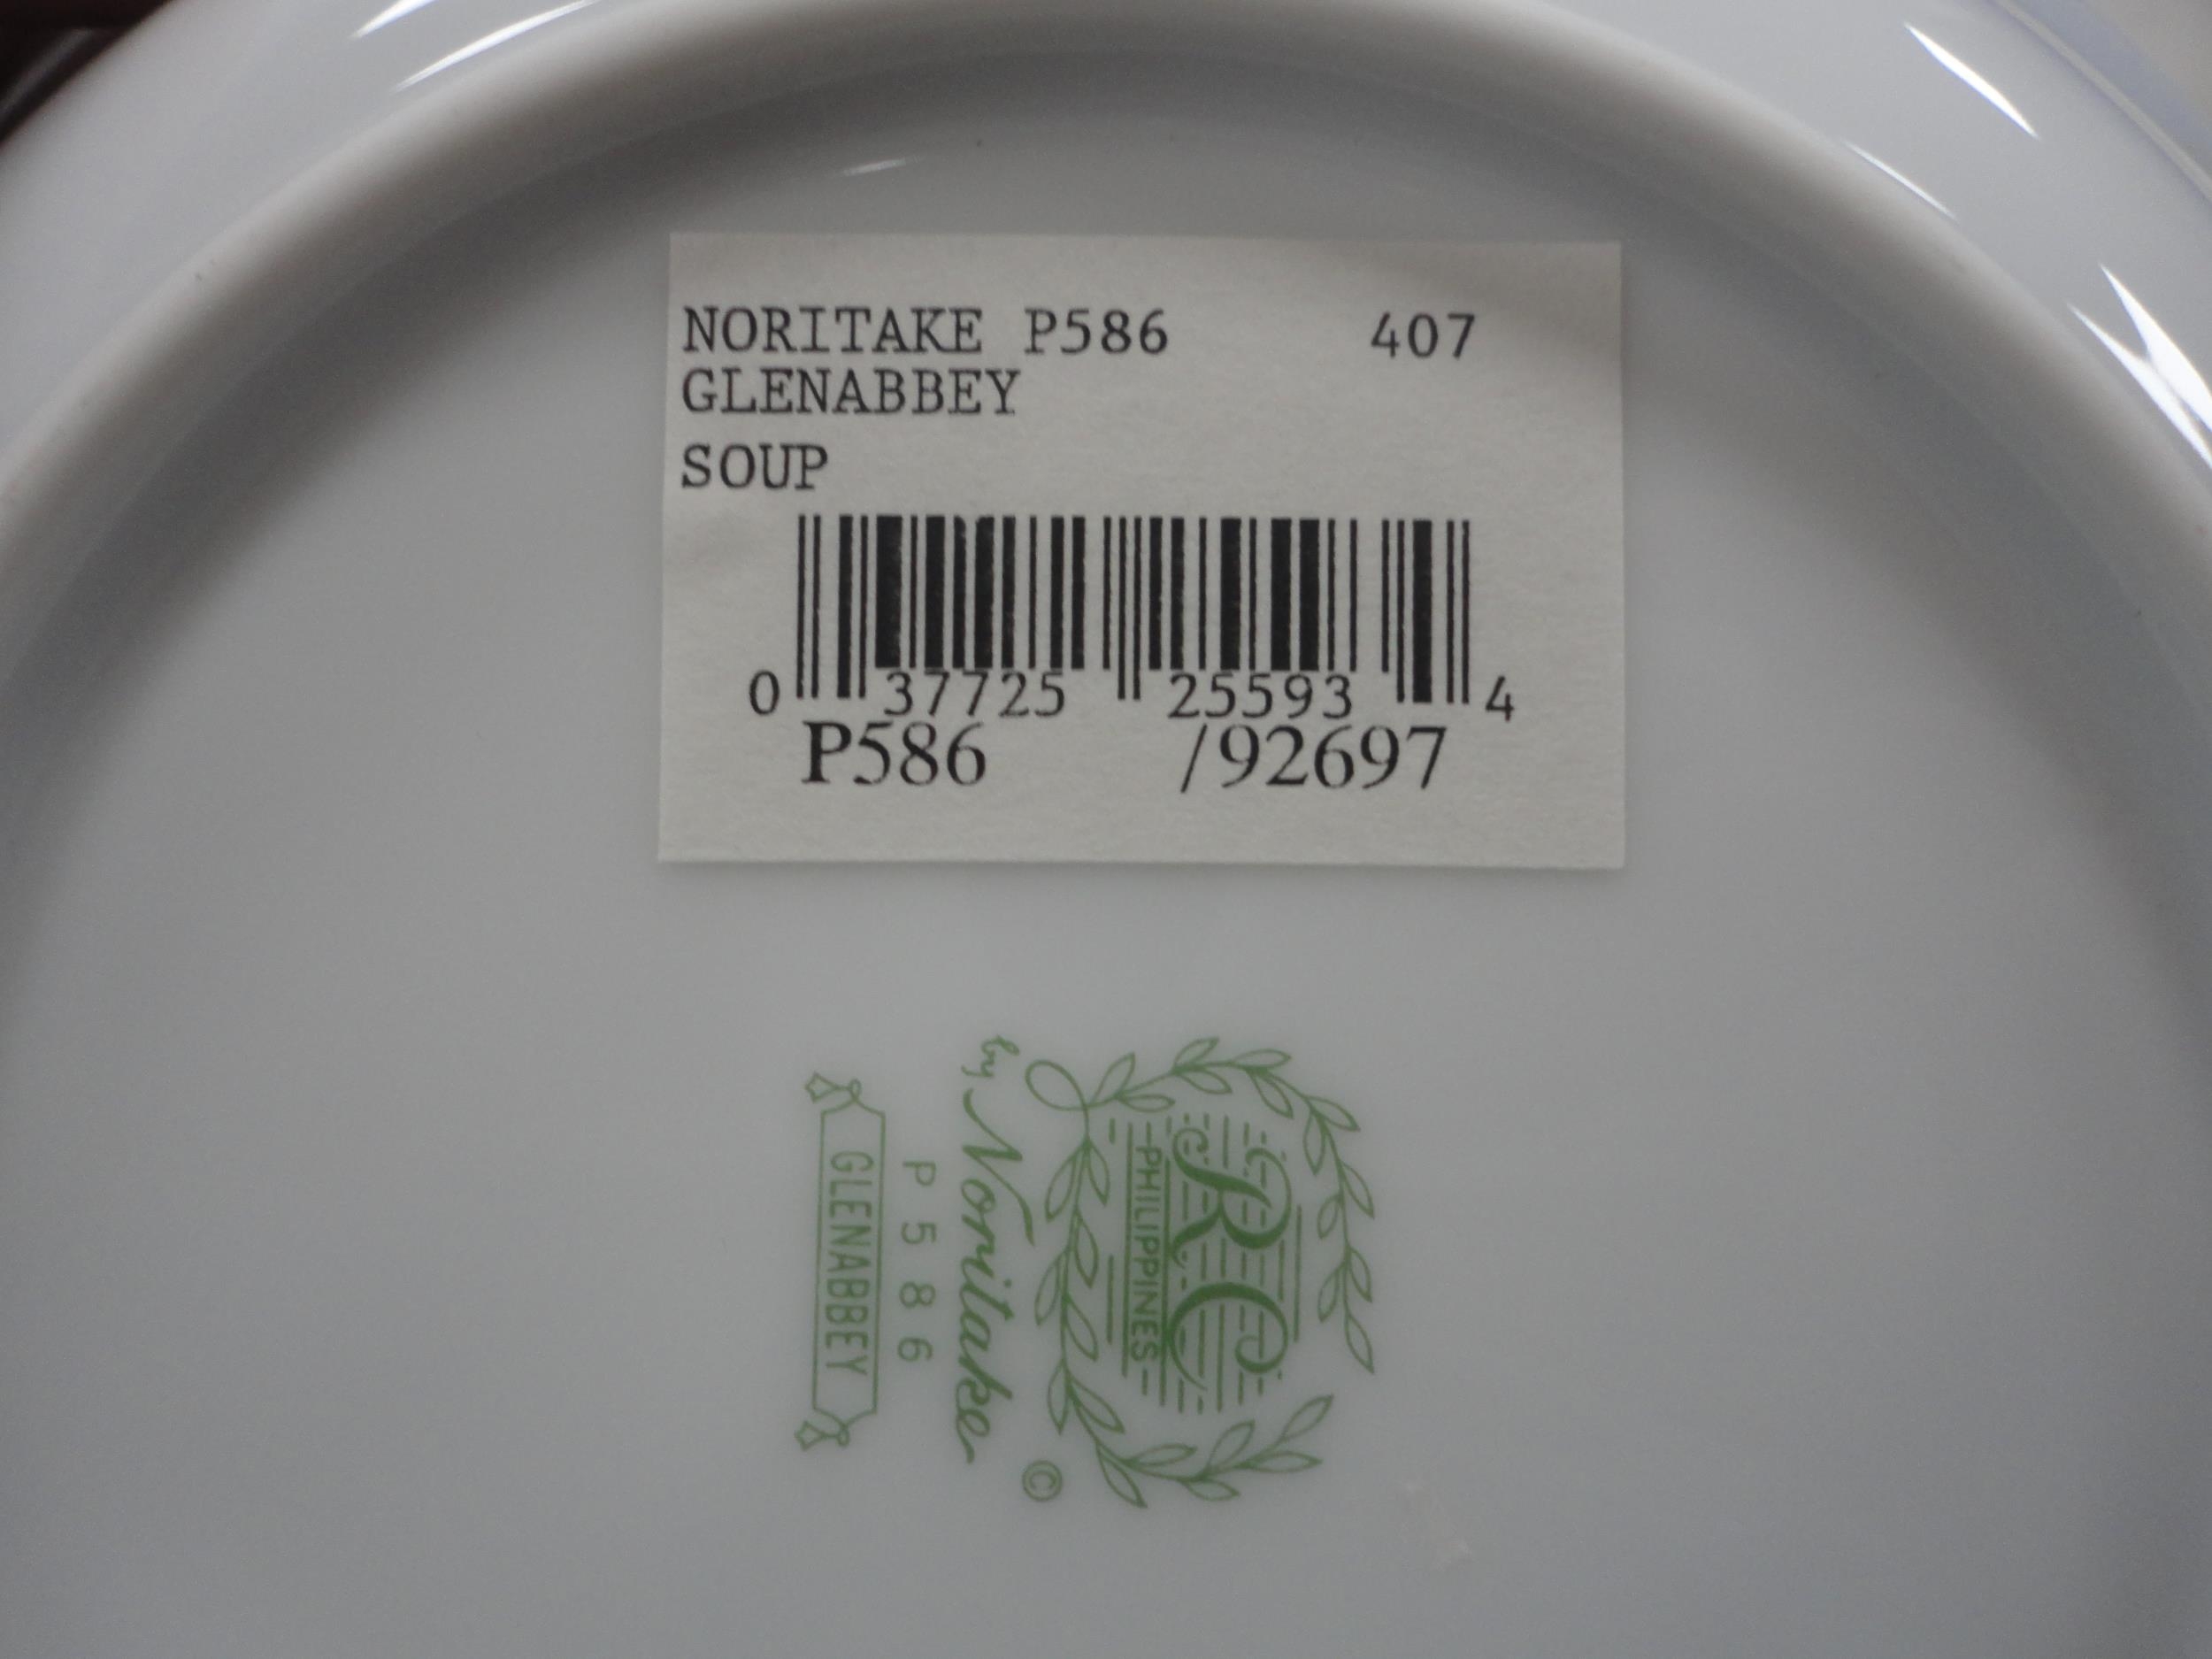 NORITAKE P586 407
GLENABBEY
SOUP
0 37725 25593 4
P586 /92697
RC
PHILIPPINES
by Noritake ©
P586
GLENABBEY